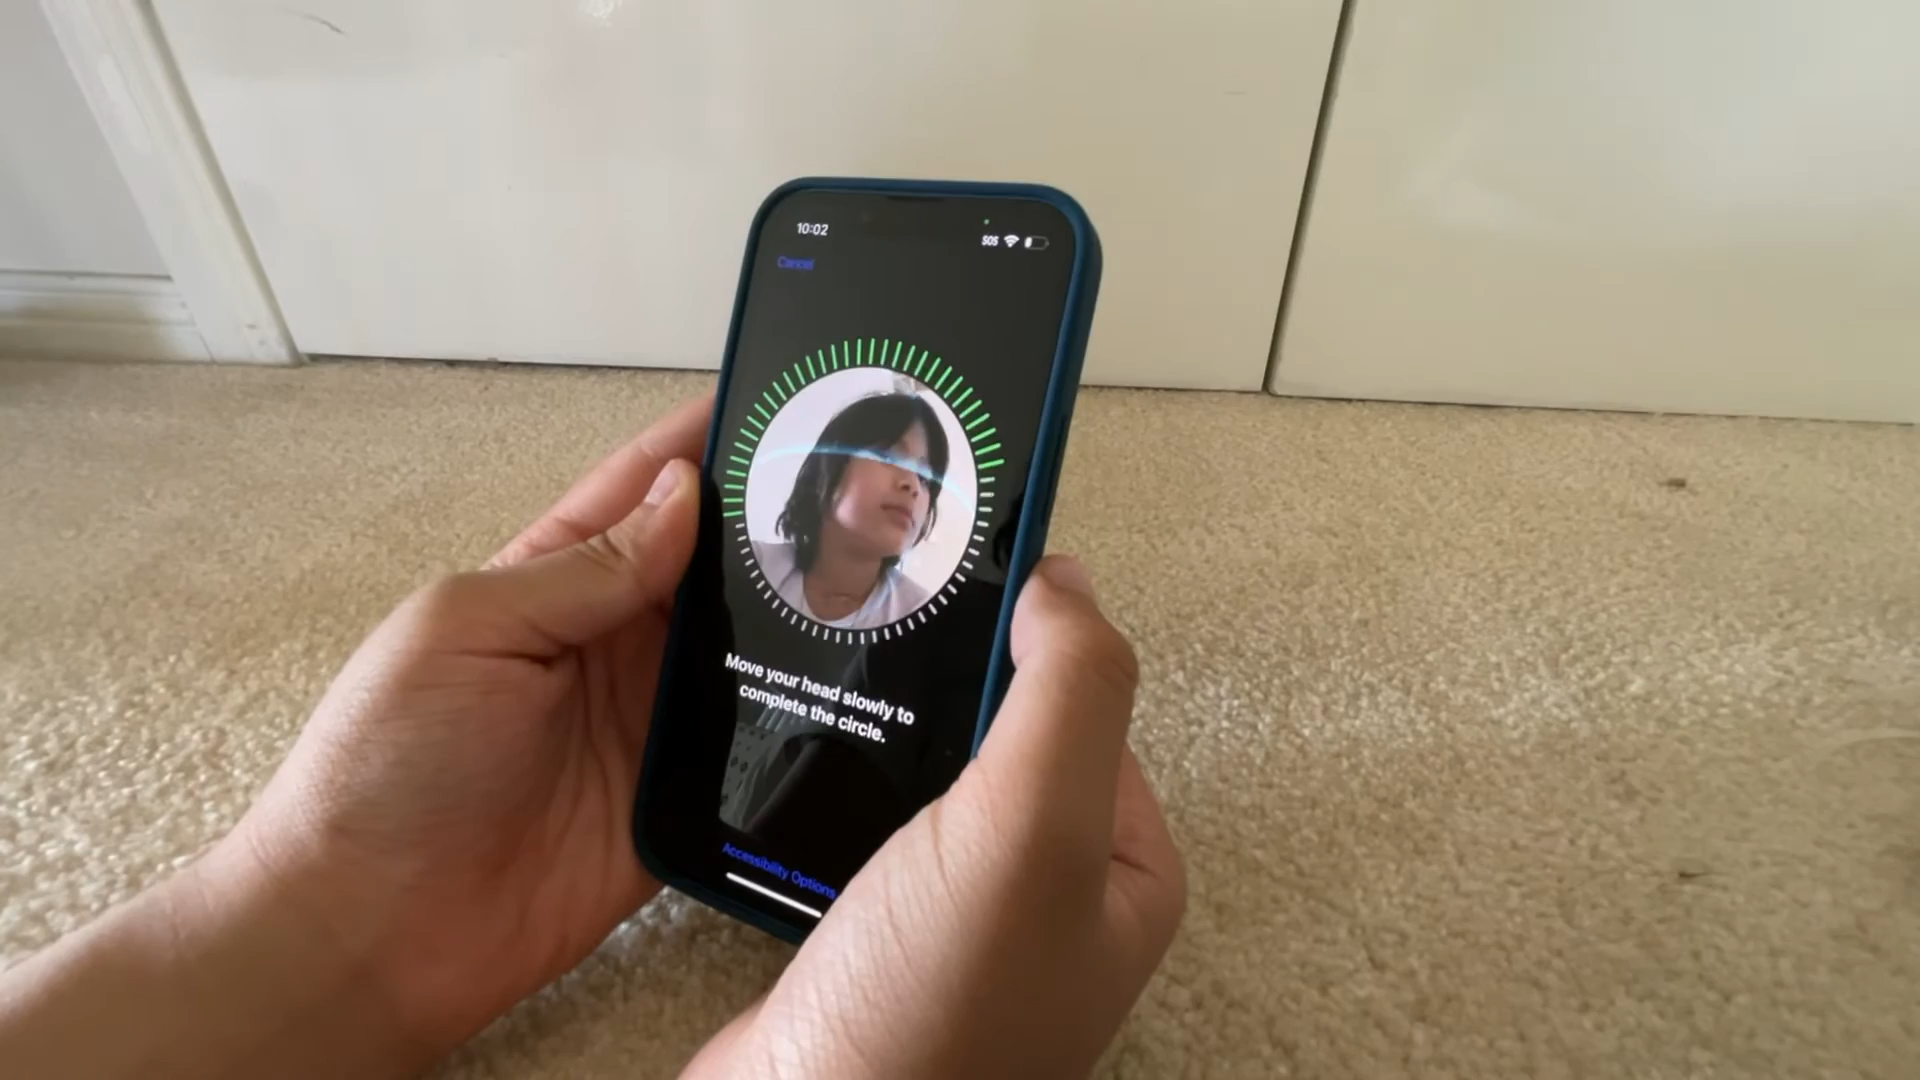 10:02
SOS
Cancel
Move your head slowly to
complete the circle.
Accessibility Options